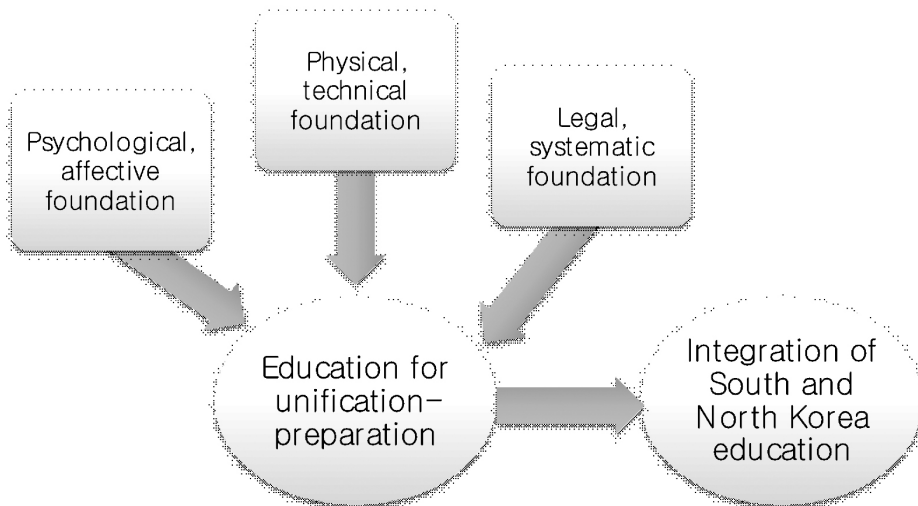 Psychological,
affective
foundation
Physical,
technical
foundation
Legal,
systematic
foundation
Education for
unification–
preparation
Integration of
South and
North Korea
education